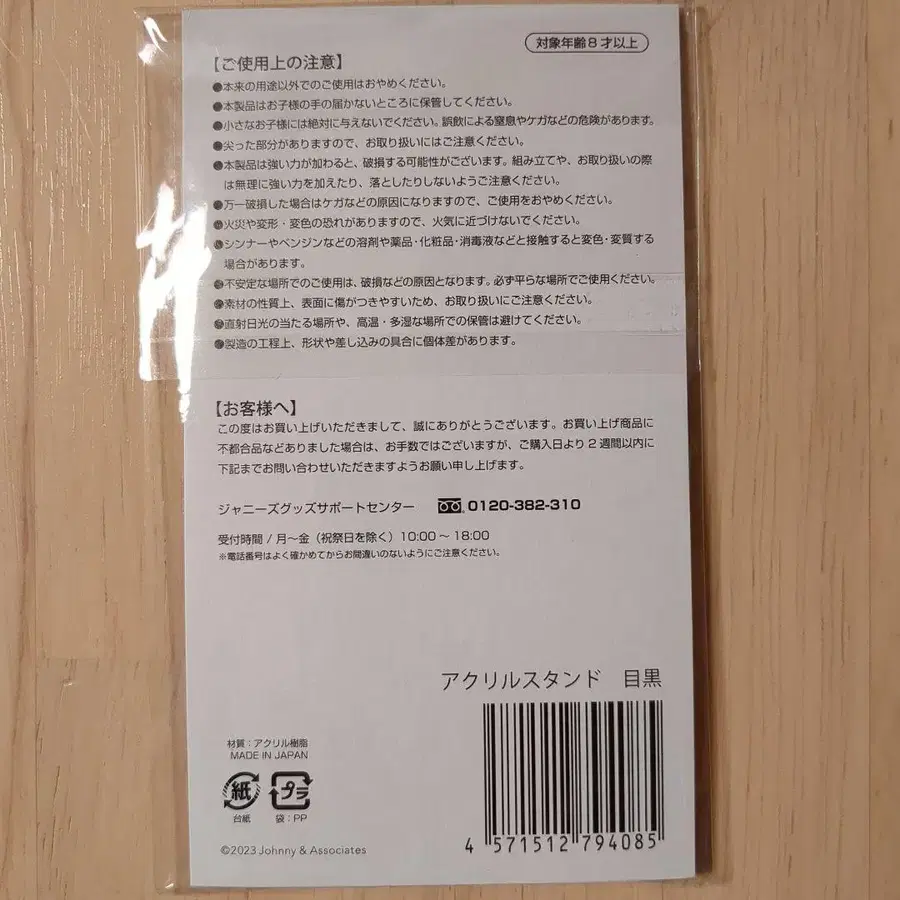 対象年齢8才以上
【ご使用上の注意】
●本来の用途以外でのご使用はおやめください。
●本製品はお子様の手の届かないところに保管してください。
●小さなお子様には絶対に与えないでください。誤飲による窒息やケガなどの危険があります。
●尖った部分がありますので、お取り扱いにはご注意ください。
●本製品は強い力が加わると、破損する可能性がございます。組み立てや、お取り扱いの際
は無理に強い力を加えたり、落としたりしないようご注意ください。
●万一破損した場合はケガなどの原因になりますので、ご使用をおやめください。
●火災や変形・変色の恐れがありますので、火気に近づけないでください。
●シンナーやベンジンなどの溶剤や薬品・化粧品・消毒液などと接触すると変色・変質する
場合があります。
●不安定な場所でのご使用は、破損などの原因となります。必ず平らな場所でご使用ください。
●素材の性質上、表面に傷がつきやすいため、お取り扱いにご注意ください。
●直射日光の当たる場所や、高温・多湿な場所での保管は避けてください。
●製造の工程上、形状や差し込みの具合に個体差があります。
【お客様へ】
この度はお買い上げいただきまして、誠にありがとうございます。お買い上げ商品に
不都合品などありました場合は、お手数ではございますが、ご購入日より2週間以内に
下記までお問い合わせいただきますようお願い申し上げます。
ジャニーズグッズサポートセンター 0120-382-310
受付時間 / 月～金（祝祭日を除く）10:00～18:00
※電話番号はよく確かめてからお間違いのないようにご注意ください。
アクリルスタンド 目黒
材質：アクリル樹脂
MADE IN JAPAN
紙 プラ
台紙 袋：PP
4 571512 794085
©2023 Johnny & Associates